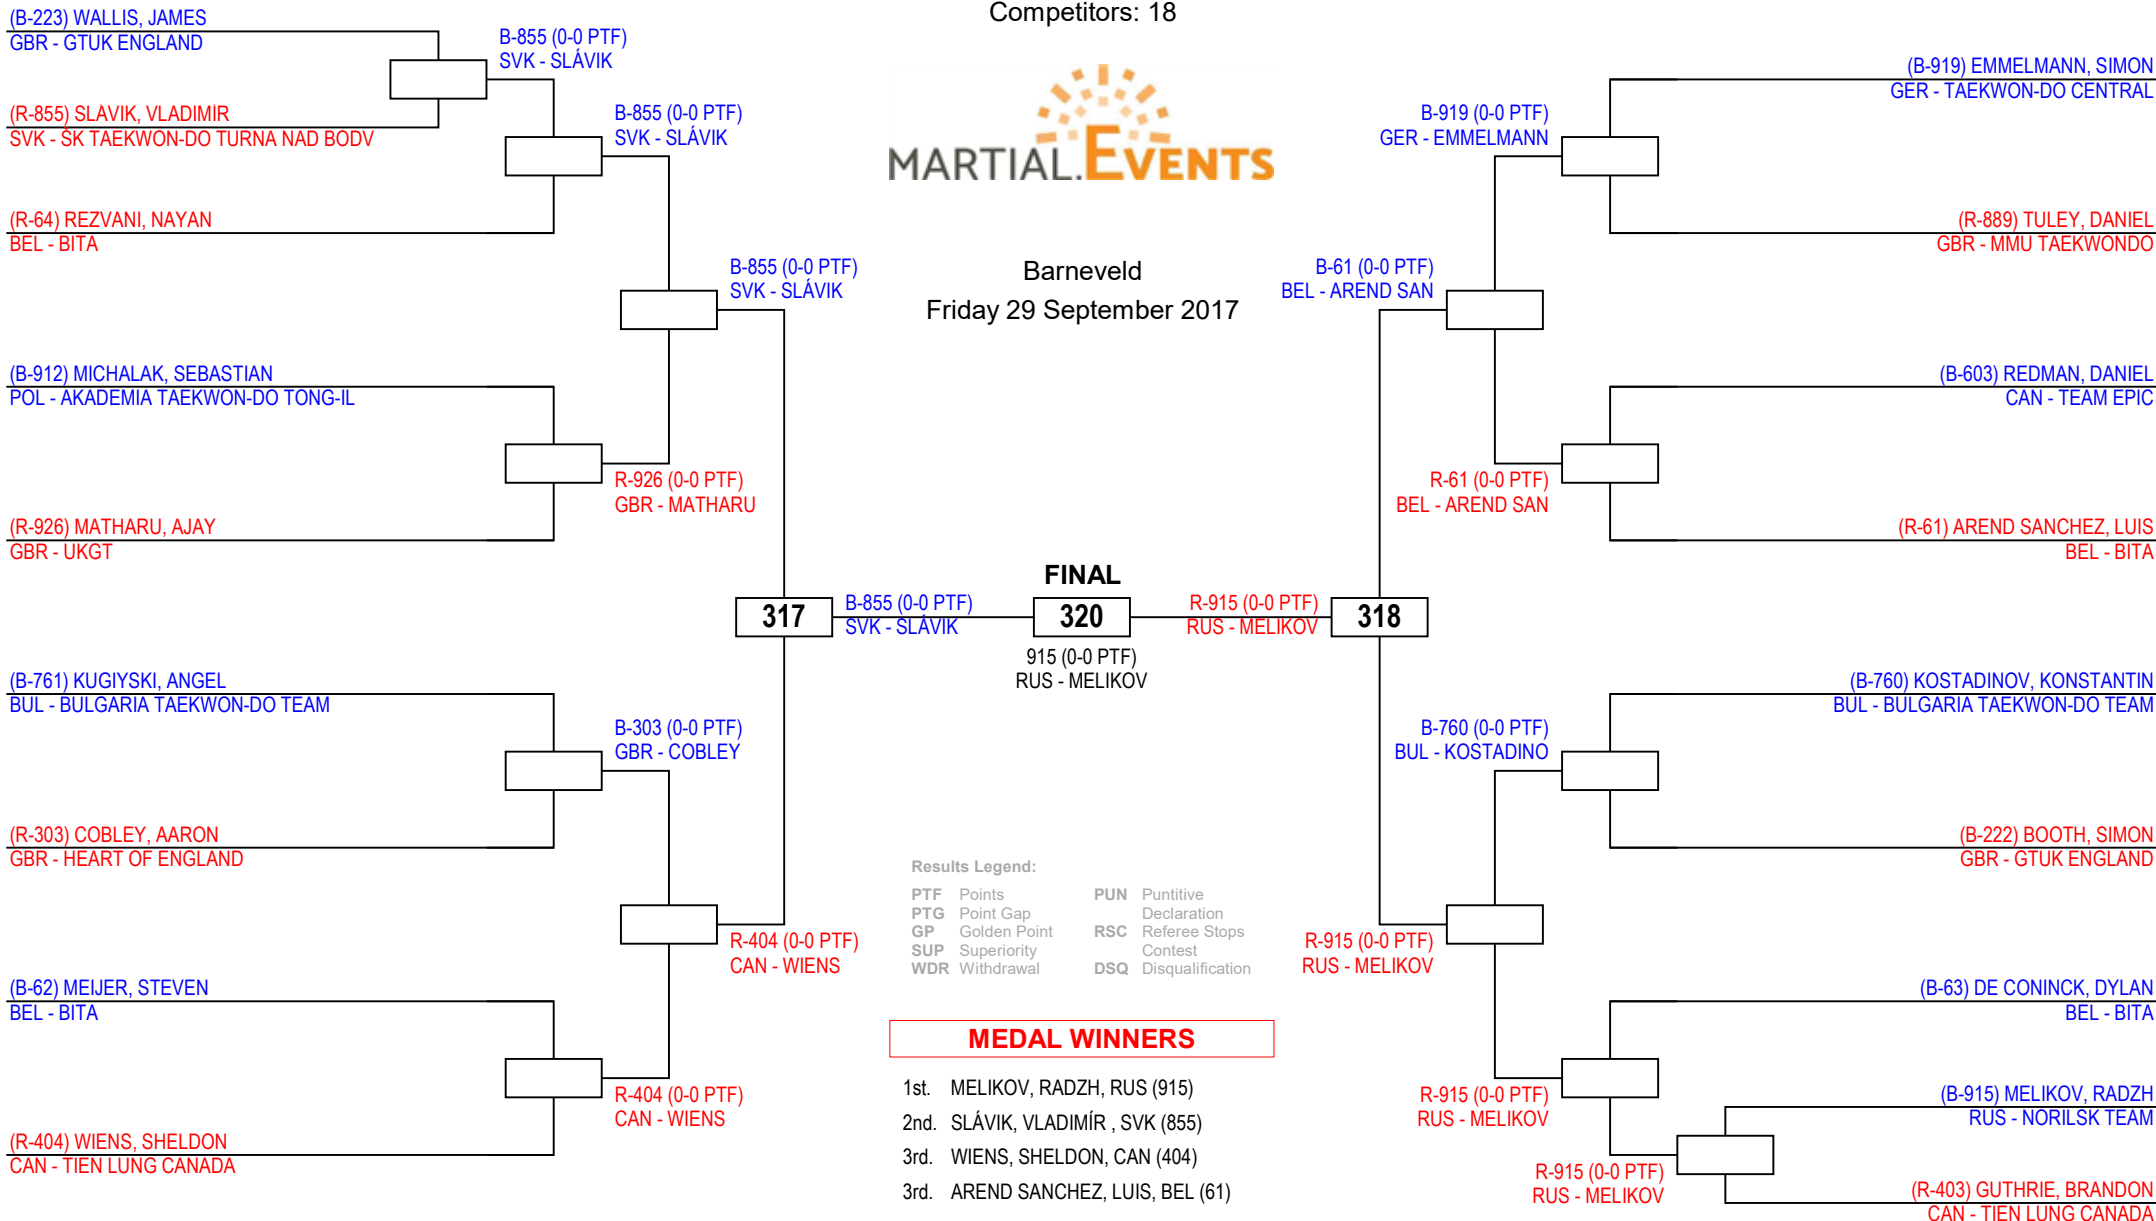 Competitors: 18
MARTIAL.EVENTS
Barneveld
Friday 29 September 2017
(B-223) WALLIS, JAMES
GBR - GTUK ENGLAND
(R-855) SLÁVIK, VLADIMÍR
SVK - ŠK TAEKWON-DO TURNA NAD BODV
(R-64) REZVANI, NAYAN
BEL - BITA
(B-912) MICHALAK, SEBASTIAN
POL - AKADEMIA TAEKWON-DO TONG-IL
(R-926) MATHARU, AJAY
GBR - UKGT
(B-761) KUGIYSKI, ANGEL
BUL - BULGARIA TAEKWON-DO TEAM
(R-303) COBLEY, AARON
GBR - HEART OF ENGLAND
(B-62) MEIJER, STEVEN
BEL - BITA
(R-404) WIENS, SHELDON
CAN - TIEN LUNG CANADA
B-855 (0-0 PTF)
SVK - SLÁVIK
B-855 (0-0 PTF)
SVK - SLÁVIK
R-926 (0-0 PTF)
GBR - MATHARU
B-303 (0-0 PTF)
GBR - COBLEY
R-404 (0-0 PTF)
CAN - WIENS
B-855 (0-0 PTF)
SVK - SLÁVIK
R-404 (0-0 PTF)
CAN - WIENS
317
B-855 (0-0 PTF)
SVK - SLÁVIK
FINAL
320
915 (0-0 PTF)
RUS - MELIKOV
R-915 (0-0 PTF)
RUS - MELIKOV
318
B-61 (0-0 PTF)
BEL - AREND SAN
R-915 (0-0 PTF)
RUS - MELIKOV
B-919 (0-0 PTF)
GER - EMMELMANN
R-61 (0-0 PTF)
BEL - AREND SAN
B-760 (0-0 PTF)
BUL - KOSTADINO
R-915 (0-0 PTF)
RUS - MELIKOV
R-915 (0-0 PTF)
RUS - MELIKOV
(B-919) EMMELMANN, SIMON
GER - TAEKWON-DO CENTRAL
(R-889) TULEY, DANIEL
GBR - MMU TAEKWONDO
(B-603) REDMAN, DANIEL
CAN - TEAM EPIC
(R-61) AREND SANCHEZ, LUIS
BEL - BITA
(B-760) KOSTADINOV, KONSTANTIN
BUL - BULGARIA TAEKWON-DO TEAM
(B-222) BOOTH, SIMON
GBR - GTUK ENGLAND
(B-63) DE CONINCK, DYLAN
BEL - BITA
(B-915) MELIKOV, RADZH
RUS - NORILSK TEAM
(R-403) GUTHRIE, BRANDON
CAN - TIEN LUNG CANADA
Results Legend:
PTF Points
PTG Point Gap
GP Golden Point
SUP Superiority
WDR Withdrawal
PUN Puntitive
Declaration
RSC Referee Stops
Contest
DSQ Disqualification
MEDAL WINNERS
1st. MELIKOV, RADZH, RUS (915)
2nd. SLÁVIK, VLADIMÍR , SVK (855)
3rd. WIENS, SHELDON, CAN (404)
3rd. AREND SANCHEZ, LUIS, BEL (61)